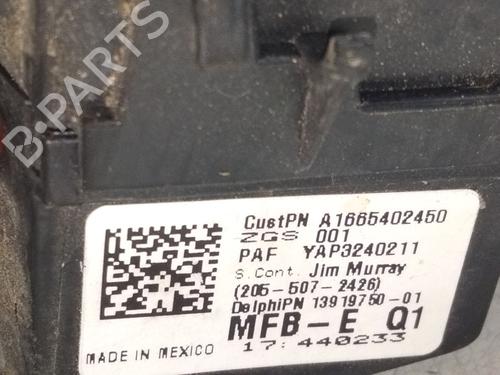 B-PARTS
CustPN A1665402450
ZGS 001
PAF YAP3240211
S.Cont. Jim Murray
(205-507-2426)
DelphiPN 13919750-01
MFB-E Q1
MADE IN MEXICO
17:440233